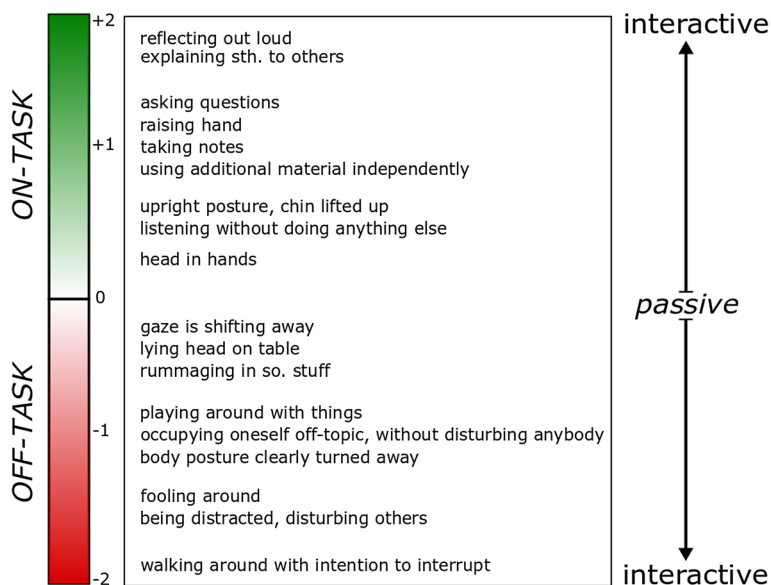 +2
interactive
reflecting out loud
explaining sth. to others
ON-TASK
asking questions
raising hand
+1
taking notes
using additional material independently
upright posture, chin lifted up
listening without doing anything else
head in hands
0
passive
gaze is shifting away
lying head on table
rummaging in so. stuff
OFF-TASK
playing around with things
-1
occupying oneself off-topic, without disturbing anybody
body posture clearly turned away
fooling around
being distracted, disturbing others
walking around with intention to interrupt
-2
interactive